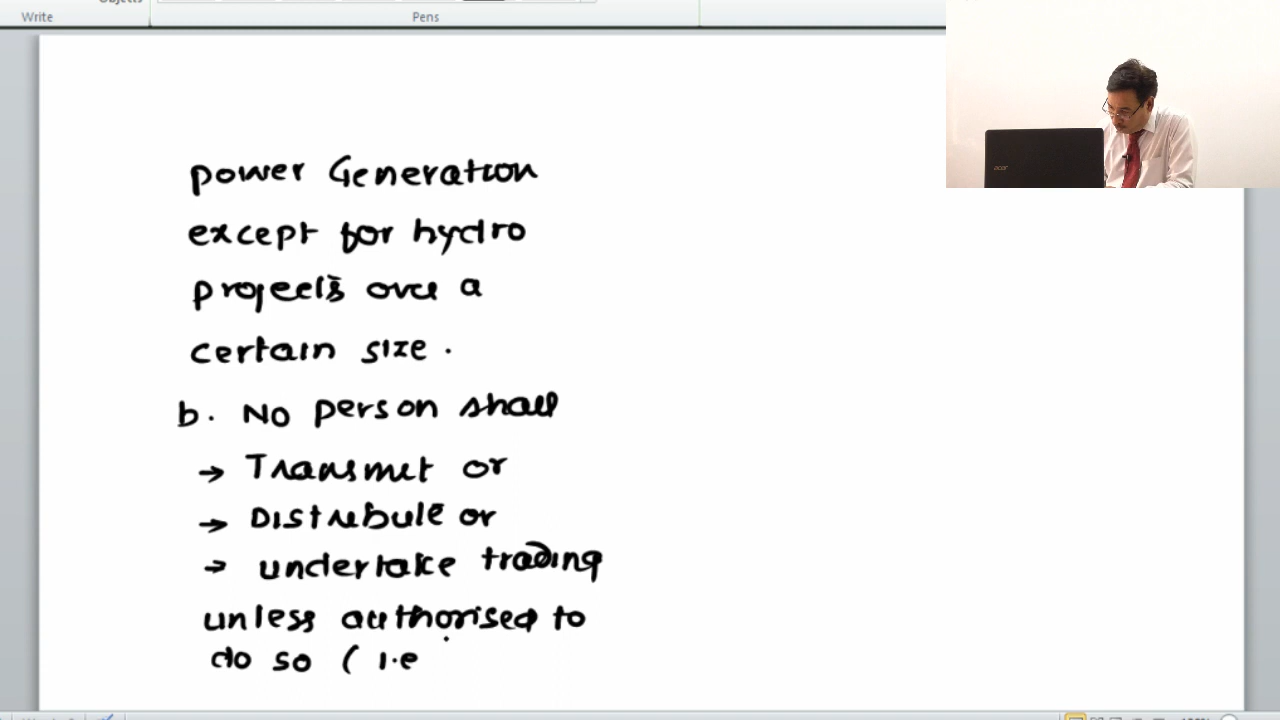 Write
Pens
power Generation
except for hydro
projects over a
certain size.
b. No person shall
→ Transmit or
→ Distribute or
→ undertake trading
unless authorised to
do so ( i.e
acer